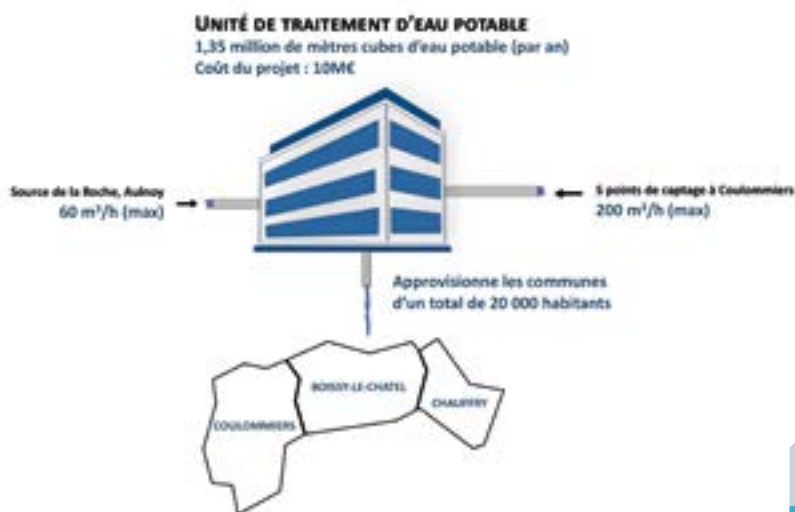 UNITÉ DE TRAITEMENT D'EAU POTABLE
1,35 million de mètres cubes d'eau potable (par an)
Coût du projet : 10M€
Source de la Roche, Aulnoy
60 m³/h (max)
5 points de captage à Coulommiers
200 m³/h (max)
Approvisionne les communes
d'un total de 20 000 habitants
COULOMMIERS
BOISSY-LE-CHATEL
CHAUFFRY